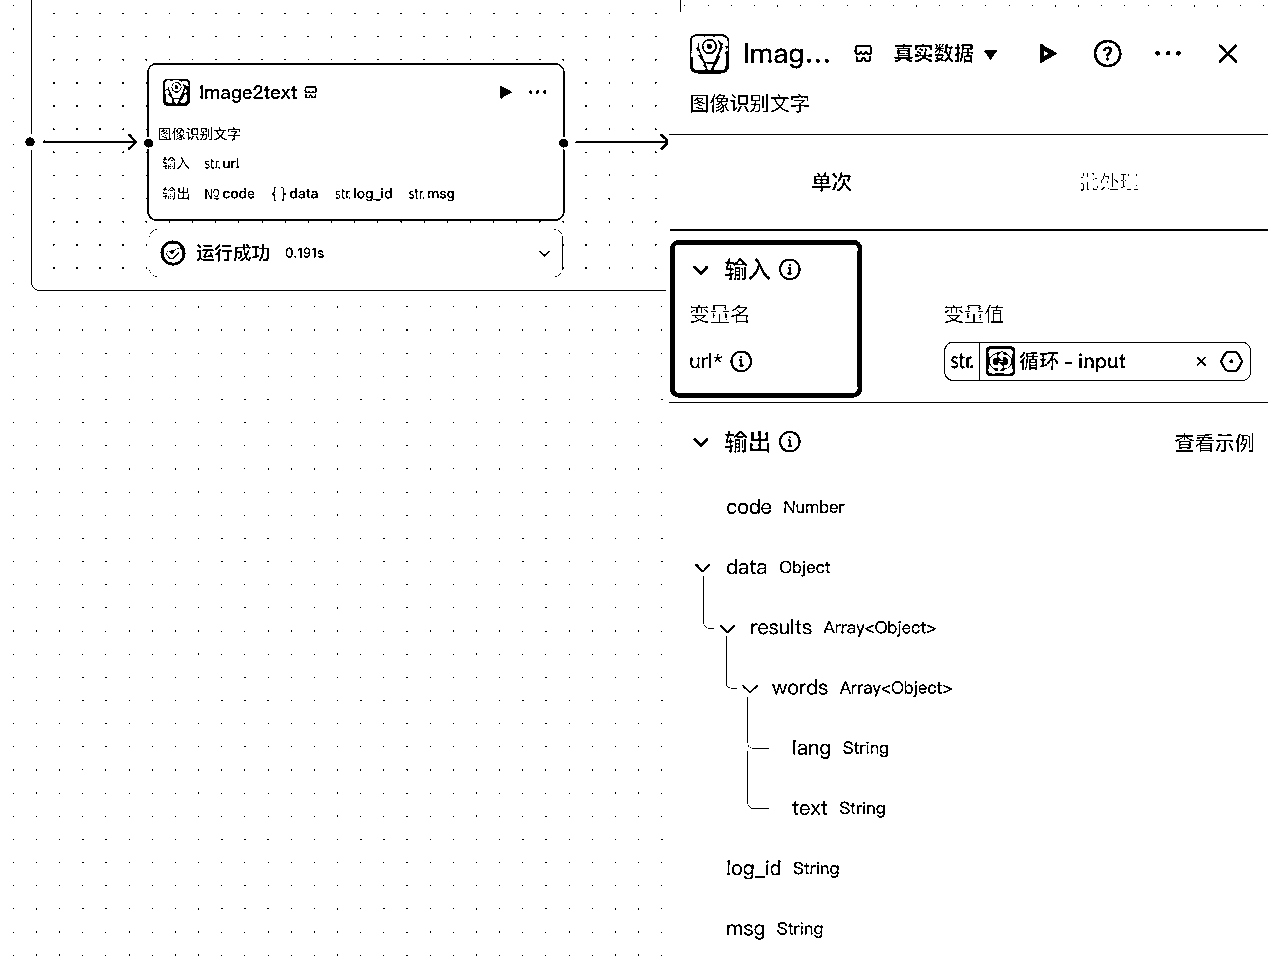 Image2text
图像识别文字
输入 str.url
输出 №code {}data str.log_id str.msg
运行成功 0.191s
Imag... 真实数据
图像识别文字
单次 批处理
输入
变量名 变量值
url* str. 循环 - input
输出 查看示例
code Number
data Object
results Array<Object>
words Array<Object>
lang String
text String
log_id String
msg String